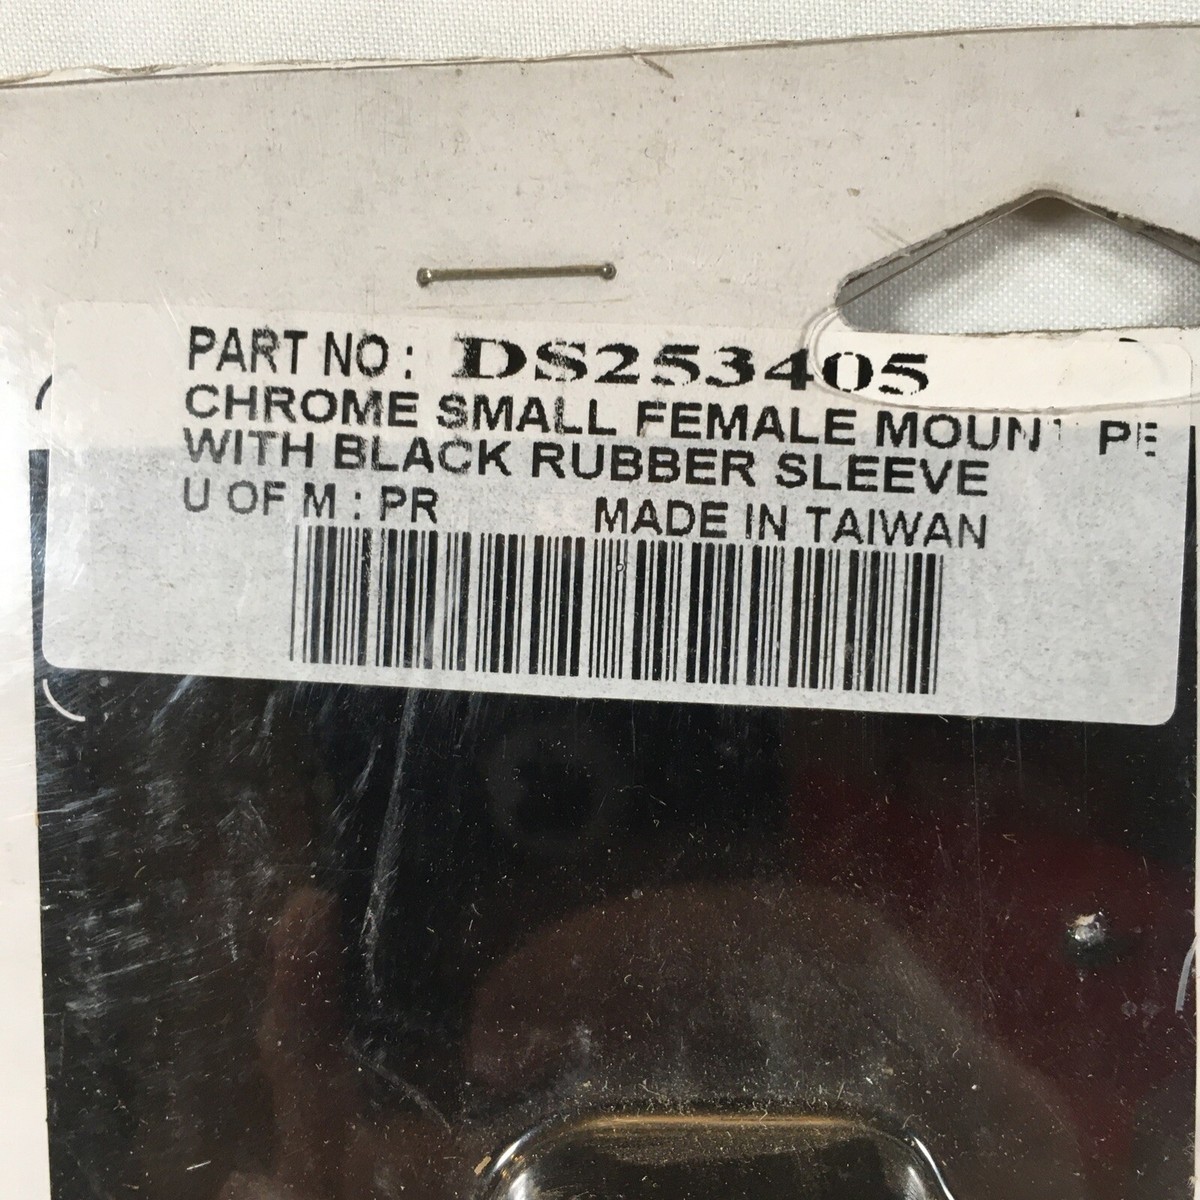 PART NO : DS253405
CHROME SMALL FEMALE MOUNT PE
WITH BLACK RUBBER SLEEVE
U OF M : PR MADE IN TAIWAN